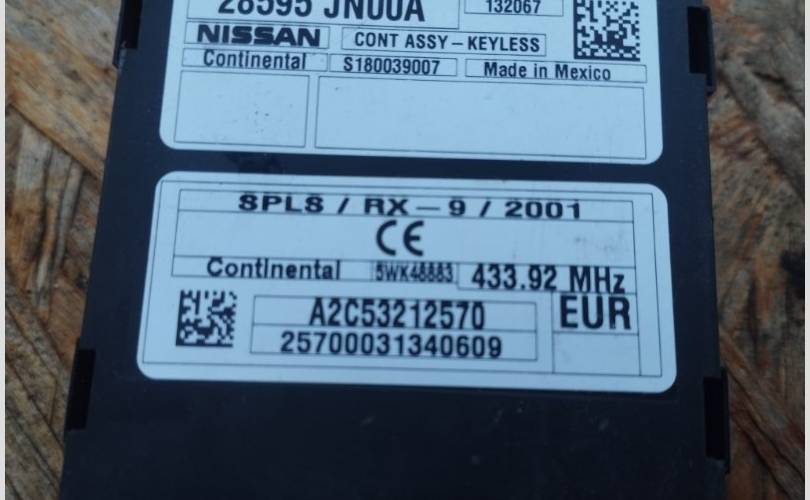 28595 JN00A
132067
NISSAN
CONT ASSY – KEYLESS
Continental
S180039007
Made in Mexico
SPLS / RX – 9 / 2001
CE
Continental
5WK48883
433.92 MHz
A2C53212570
EUR
25700031340609